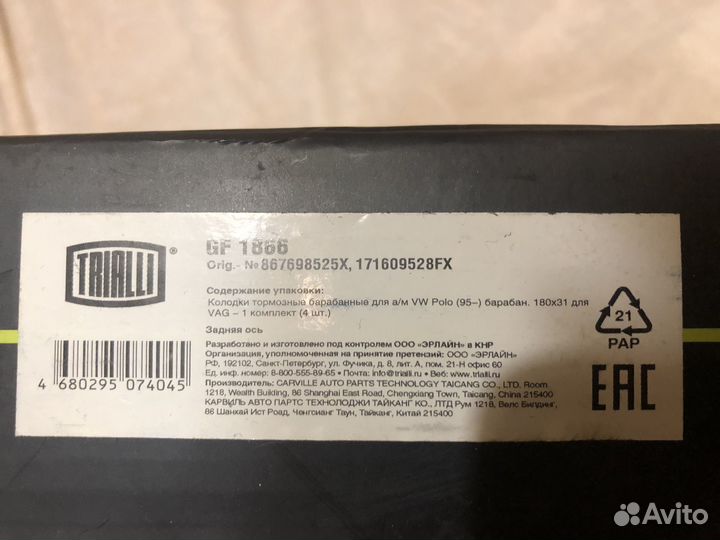 TRIALLI ®
GF 1866
Orig.- № 867698525X, 171609528FX
Содержание упаковки:
Колодки тормозные барабанные для а/м VW Polo (95–) барабан. 180x31 для
VAG – 1 комплект (4 шт.)
Задняя ось
Разработано и изготовлено под контролем ООО «ЭРЛАЙН» в КНР
Организация, уполномоченная на принятие претензий: ООО «ЭРЛАЙН»
РФ, 192102, Санкт-Петербург, ул. Фучика, д. 8, лит. А, пом. 21-Н офис 60
Ед. инф. номер: 8-800-555-89-65 • Почта: info@trialli.ru • Веб: www.trialli.ru
Производитель: CARVILLE AUTO PARTS TECHNOLOGY TAICANG CO., LTD. Room
1218, Wealth Building, 86 Shanghai East Road, Chengxiang Town, Taicang, China 215400
КАРВИЛЬ АВТО ПАРТС ТЕХНОЛОДЖИ ТАЙКАНГ КО., ЛТД Рум 1218, Велс Билдинг,
86 Шанхай Ист Роад, Ченгсианг Таун, Тайканг, Китай 215400
4 680295 074045
21
PAP
EAC
Avito